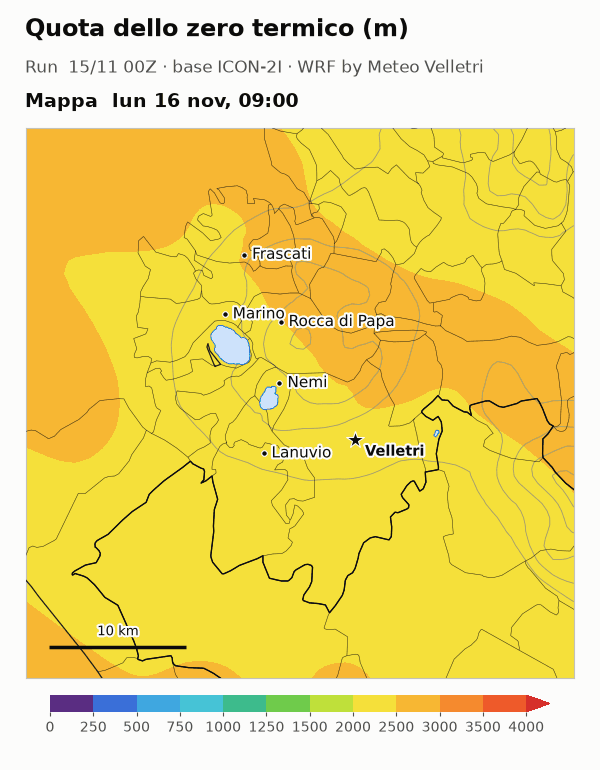 Quota dello zero termico (m)
Run  15/11 00Z · base ICON-2I · WRF by Meteo Velletri
Mappa  lun 16 nov, 09:00
Frascati
Marino
Rocca di Papa
Nemi
Velletri
Lanuvio
10 km
0 250 500 750 1000 1250 1500 2000 2500 3000 3500 4000